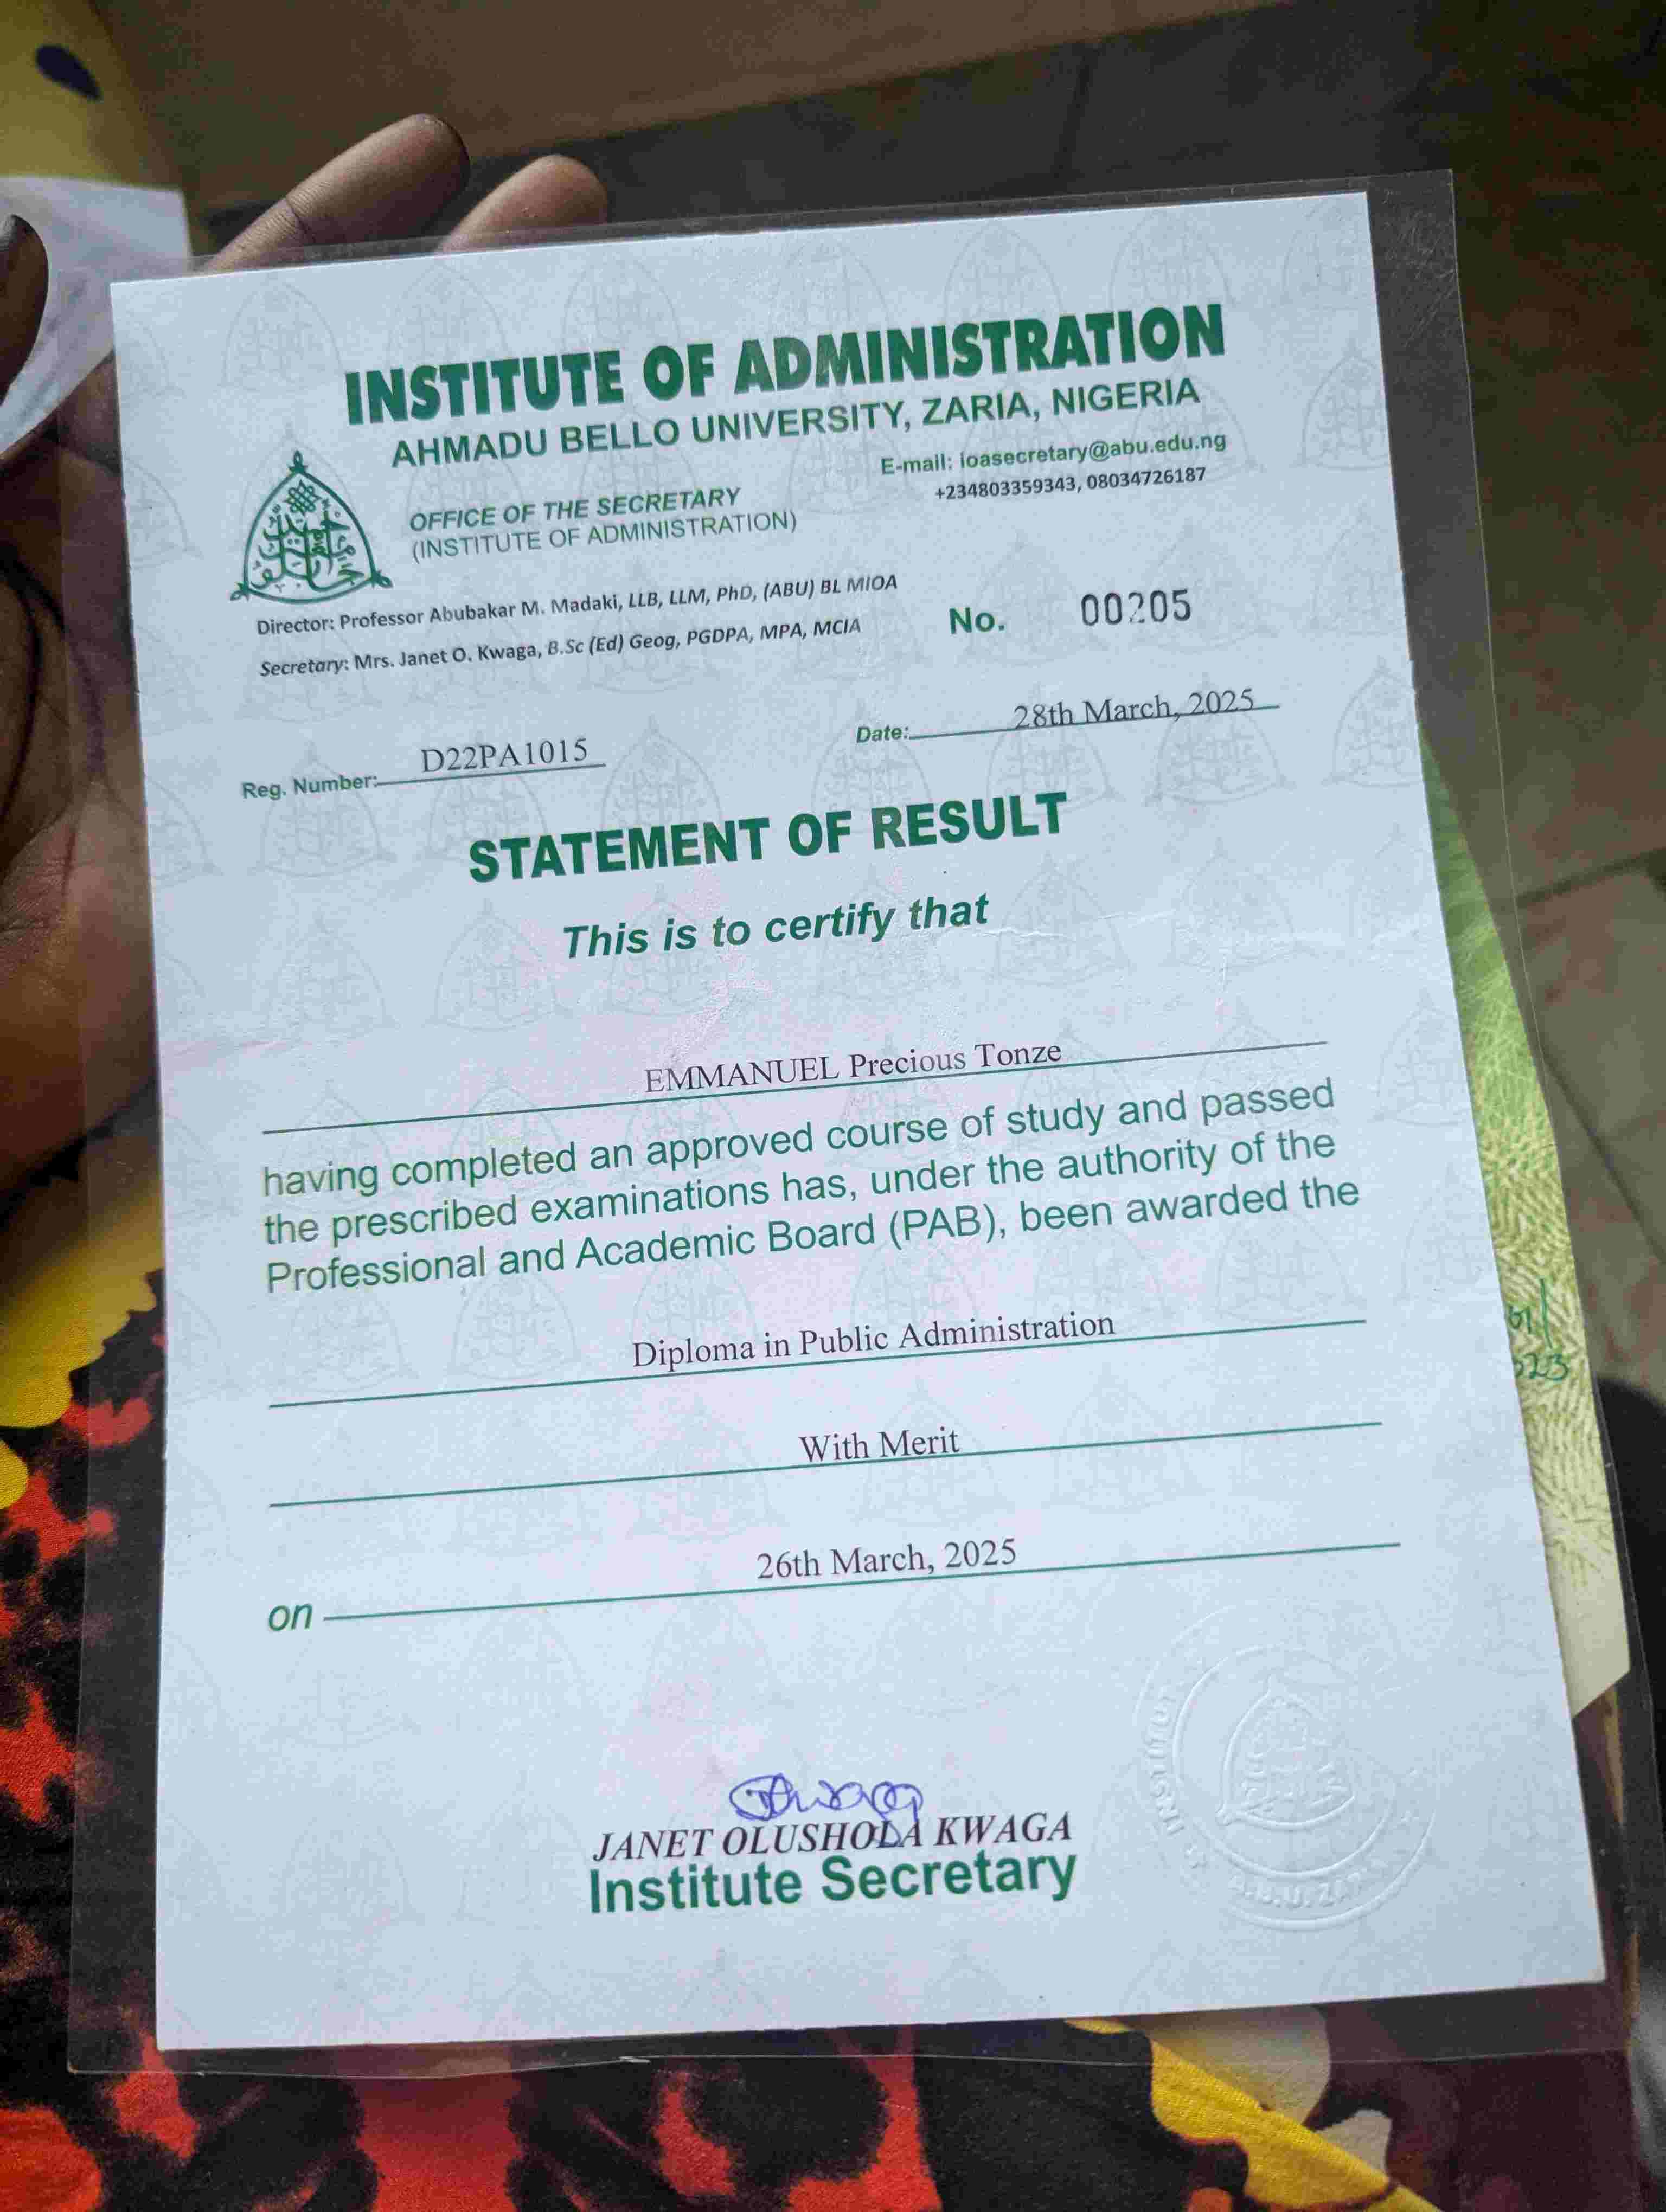 INSTITUTE OF ADMINISTRATION
AHMADU BELLO UNIVERSITY, ZARIA, NIGERIA
E-mail: ioasecretary@abu.edu.ng
+234803359343, 08034726187
OFFICE OF THE SECRETARY
(INSTITUTE OF ADMINISTRATION)
Director: Professor Abubakar M. Madaki, LLB, LLM, PhD, (ABU) BL MIOA
Secretary: Mrs. Janet O. Kwaga, B.Sc (Ed) Geog, PGDPA, MPA, MCIA
No. 00205
Date: 28th March, 2025
Reg. Number: D22PA1015
STATEMENT OF RESULT
This is to certify that
EMMANUEL Precious Tonze
having completed an approved course of study and passed
the prescribed examinations has, under the authority of the
Professional and Academic Board (PAB), been awarded the
Diploma in Public Administration
With Merit
on 26th March, 2025
JANET OLUSHOLA KWAGA
Institute Secretary